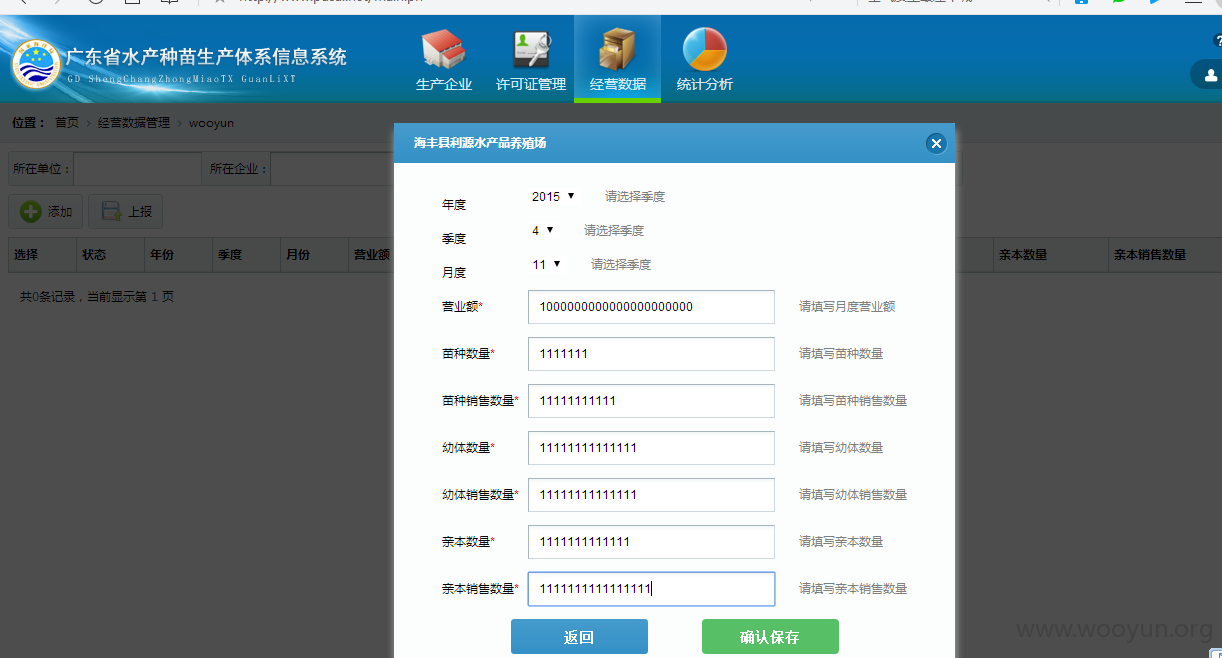 广东省水产种苗生产体系信息系统
GD ShengChangZhongMiaoTX GuanLiXT
生产企业
许可证管理
经营数据
统计分析
位置： 首页 › 经营数据管理 › wooyun
所在单位：
所在企业：
添加
上报
选择 状态 年份 季度 月份 营业额 亲本数量 亲本销售数量
共0条记录，当前显示第 1 页
海丰县利源水产品养殖场
年度 2015 请选择季度
季度 4 请选择季度
月度 11 请选择季度
营业额* 1000000000000000000000 请填写月度营业额
苗种数量* 1111111 请填写苗种数量
苗种销售数量* 11111111111 请填写苗种销售数量
幼体数量* 11111111111111 请填写幼体数量
幼体销售数量* 11111111111111 请填写幼体销售数量
亲本数量* 1111111111111 请填写亲本数量
亲本销售数量* 1111111111111111 请填写亲本销售数量
返回
确认保存
www.wooyun.org